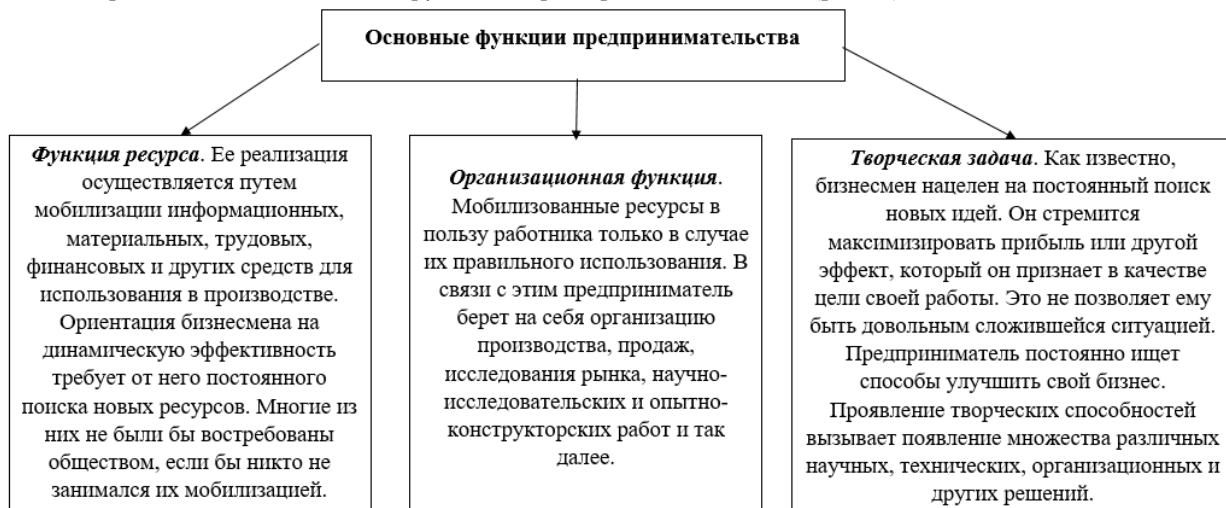 Основные функции предпринимательства
Функция ресурса. Ее реализация
осуществляется путем
мобилизации информационных,
материальных, трудовых,
финансовых и других средств для
использования в производстве.
Ориентация бизнесмена на
динамическую эффективность
требует от него постоянного
поиска новых ресурсов. Многие из
них не были бы востребованы
обществом, если бы никто не
занимался их мобилизацией.
Организационная функция.
Мобилизованные ресурсы в
пользу работника только в случае
их правильного использования. В
связи с этим предприниматель
берет на себя организацию
производства, продаж,
исследования рынка, научно-
исследовательских и опытно-
конструкторских работ и так
далее.
Творческая задача. Как известно,
бизнесмен нацелен на постоянный поиск
новых идей. Он стремится
максимизировать прибыль или другой
эффект, который он признает в качестве
цели своей работы. Это не позволяет ему
быть довольным сложившейся ситуацией.
Предприниматель постоянно ищет
способы улучшить свой бизнес.
Проявление творческих способностей
вызывает появление множества различных
научных, технических, организационных и
других решений.